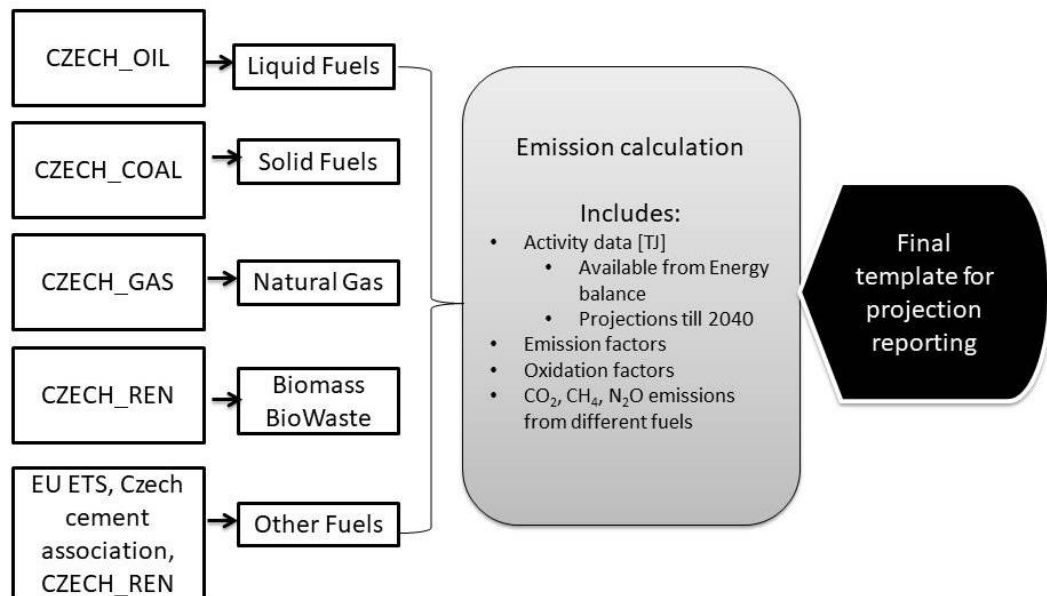 CZECH_OIL
Liquid Fuels
CZECH_COAL
Solid Fuels
CZECH_GAS
Natural Gas
CZECH_REN
Biomass
BioWaste
EU ETS, Czech
cement
association,
CZECH_REN
Other Fuels
Emission calculation
Includes:
• Activity data [TJ]
• Available from Energy
balance
• Projections till 2040
• Emission factors
• Oxidation factors
• CO₂, CH₄, N₂O emissions
from different fuels
Final
template for
projection
reporting